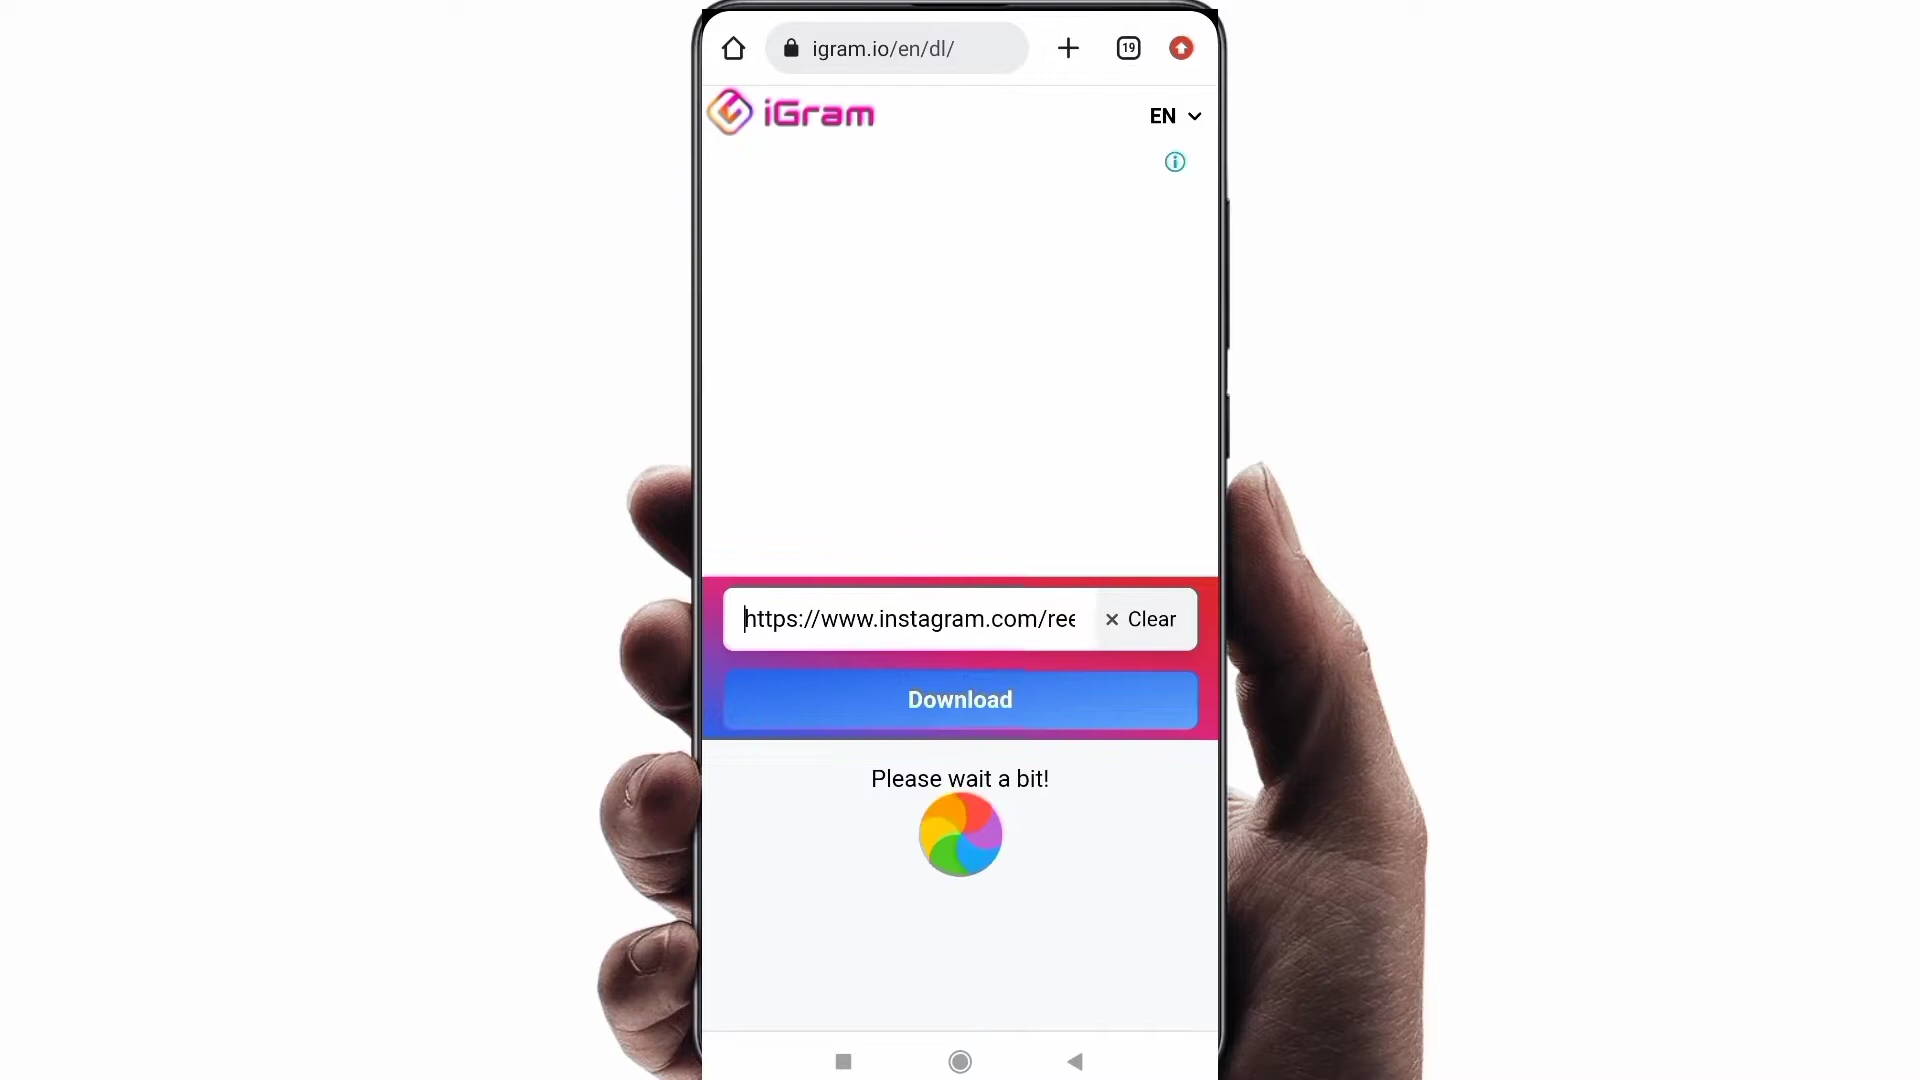 igram.io/en/dl/
19
iGram
EN
https://www.instagram.com/ree
Clear
Download
Please wait a bit!